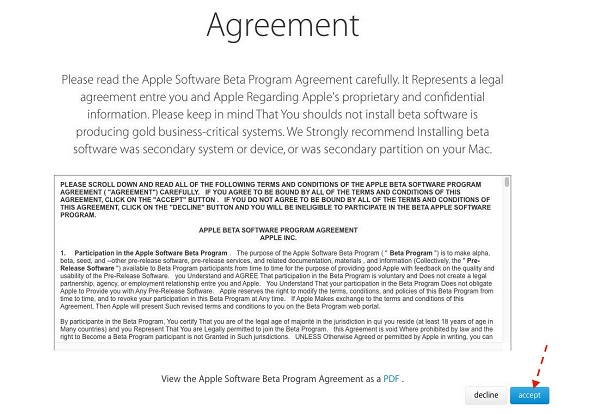 Agreement
Please read the Apple Software Beta Program Agreement carefully. It Represents a legal
agreement entre you and Apple Regarding Apple's proprietary and confidential
information. Please keep in mind That You shoulds not install beta software is
producing gold business-critical systems. We Strongly recommend Installing beta
software was secondary system or device, or was secondary partition on your Mac.
PLEASE SCROLL DOWN AND READ ALL OF THE FOLLOWING TERMS AND CONDITIONS OF THE APPLE BETA SOFTWARE PROGRAM
AGREEMENT ( "AGREEMENT") CAREFULLY. IF YOU AGREE TO BE BOUND BY ALL OF THE TERMS AND CONDITIONS OF THIS
AGREEMENT, CLICK ON THE "ACCEPT" BUTTON . IF YOU DO NOT AGREE TO BE BOUND BY ALL OF THE TERMS AND CONDITIONS OF
THIS AGREEMENT, CLICK ON THE "DECLINE" BUTTON AND YOU WILL BE INELIGIBLE TO PARTICIPATE IN THE BETA APPLE SOFTWARE
PROGRAM.
APPLE BETA SOFTWARE PROGRAM AGREEMENT
APPLE INC.
1. Participation in the Apple Software Beta Program . The purpose of the Apple Software Beta Program ( " Beta Program ") is to make alpha,
beta, seed, and --other pre-release software, pre-release services, and related documentation, materials , and information (Collectively, the " Pre-
Release Software ") available to Beta Program participants from time to time for the purpose of providing good Apple with feedback on the quality and
usability of the Pre-Release Software. you Understand and AGREE That participation in the Beta Program is voluntary and Does not create a legal
partnership, agency, or employment relationship entre you and Apple. You Understand That your participation in the Beta Program Does not obligate
Apple to Provide you with Any Pre-Release Software. Apple reserves the right to modify the terms, conditions, and policies of this Beta Program from
time to time, and to revoke your participation in this Beta Program at Any time. If Apple Makes exchange to the terms and conditions of this
Agreement, Then Apple will present Such revised terms and conditions to you on the Beta Program web portal.
By participate in the Beta Program, You certify That you are of the legal age of majority in the jurisdiction in qui you reside (at least 18 years of age in
Many countries) and you Represent That You are Legally permitted to join the Beta Program. this Agreement is void Where prohibited by law and the
right to Become a Beta Program participant is not Granted in Such jurisdictions. UNLESS Otherwise Agreed or permitted by Apple in writing, you can
View the Apple Software Beta Program Agreement as a PDF .
decline accept